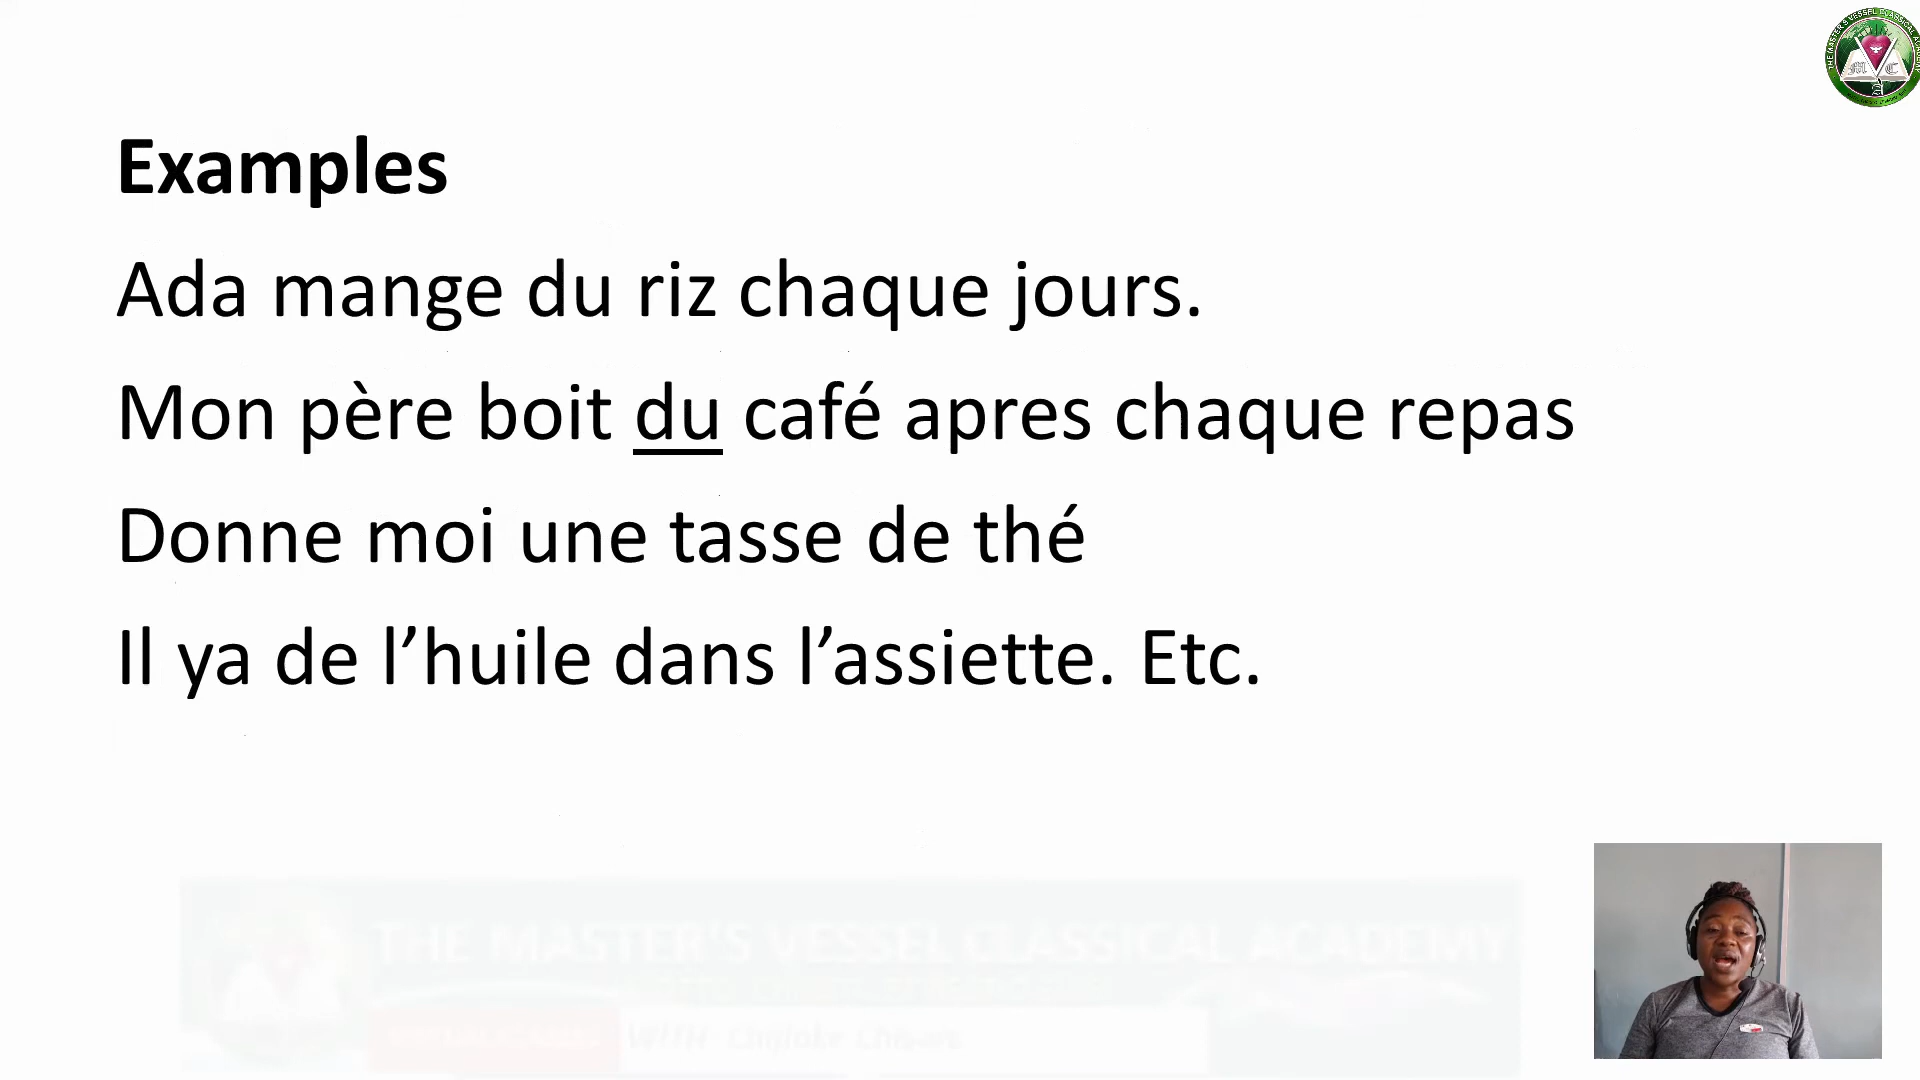 Examples
Ada mange du riz chaque jours.
Mon père boit du café apres chaque repas
Donne moi une tasse de thé
Il ya de l’huile dans l’assiette. Etc.
THE MASTER'S VESSEL CLASSICAL ACADEMY
WITH